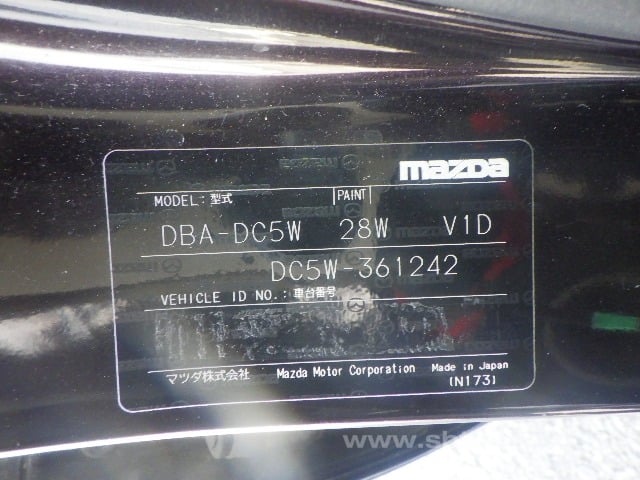 mazda
MODEL:型式 PAINT
DBA-DC5W 28W V1D
DC5W-361242
VEHICLE ID NO.:車台番号
マツダ株式会社 Mazda Motor Corporation Made in Japan
(N173)